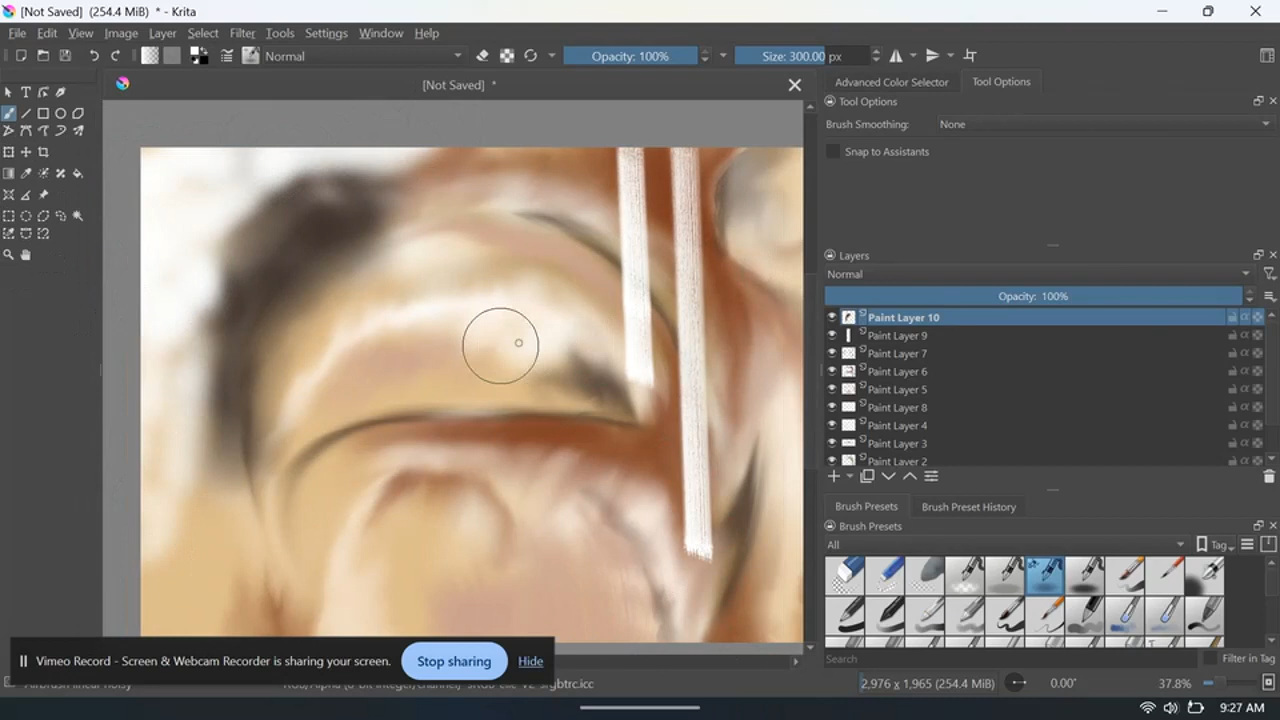 [Not Saved] (254.4 MiB) * - Krita
File Edit View Image Layer Select Filter Tools Settings Window Help
Normal
Opacity: 100%
Size: 300.00 px
[Not Saved] *
Advanced Color Selector
Tool Options
Tool Options
Brush Smoothing: None
Snap to Assistants
Layers
Normal
Opacity: 100%
Paint Layer 10
Paint Layer 9
Paint Layer 7
Paint Layer 6
Paint Layer 5
Paint Layer 8
Paint Layer 4
Paint Layer 3
Paint Layer 2
Brush Presets
Brush Preset History
Brush Presets
All
Tag
Search
Filter in Tag
Vimeo Record - Screen & Webcam Recorder is sharing your screen.
Stop sharing
Hide
2,976 x 1,965 (254.4 MiB)
0.00°
37.8%
9:27 AM